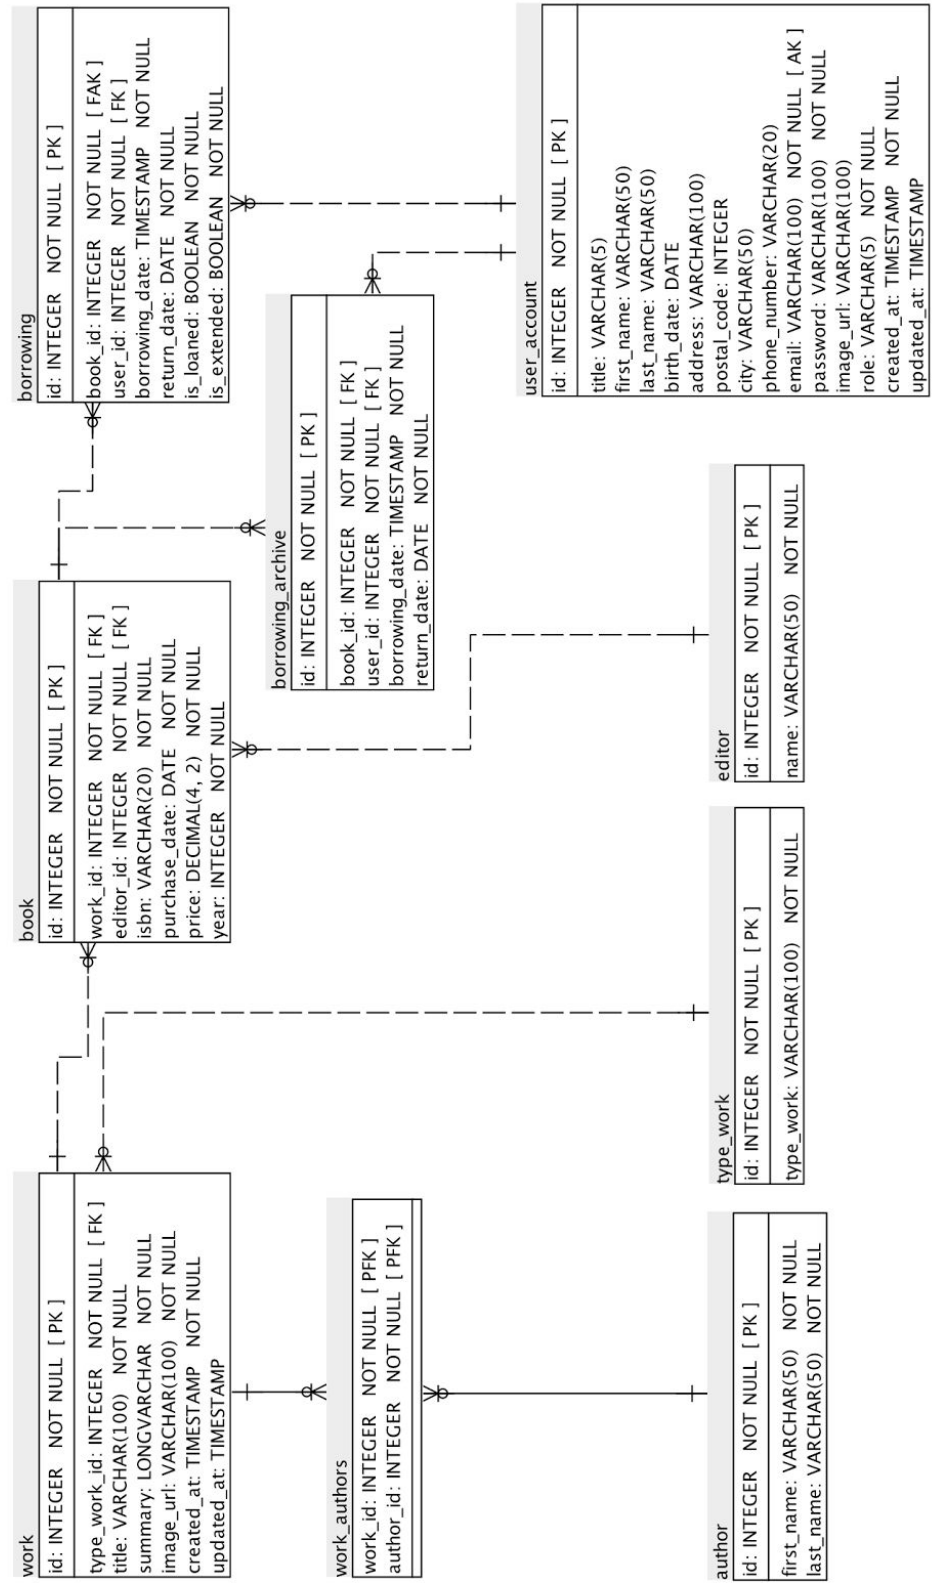 work
id: INTEGER NOT NULL [ PK ]
type_work_id: INTEGER NOT NULL [ FK ]
title: VARCHAR(100) NOT NULL
summary: LONGVARCHAR NOT NULL
image_url: VARCHAR(100) NOT NULL
created_at: TIMESTAMP NOT NULL
updated_at: TIMESTAMP
book
id: INTEGER NOT NULL [ PK ]
work_id: INTEGER NOT NULL [ FK ]
editor_id: INTEGER NOT NULL [ FK ]
isbn: VARCHAR(20) NOT NULL
purchase_date: DATE NOT NULL
price: DECIMAL(4, 2) NOT NULL
year: INTEGER NOT NULL
borrowing
id: INTEGER NOT NULL [ PK ]
book_id: INTEGER NOT NULL [ FAK ]
user_id: INTEGER NOT NULL [ FK ]
borrowing_date: TIMESTAMP NOT NULL
return_date: DATE NOT NULL
is_loaned: BOOLEAN NOT NULL
is_extended: BOOLEAN NOT NULL
borrowing_archive
id: INTEGER NOT NULL [ PK ]
book_id: INTEGER NOT NULL [ FK ]
user_id: INTEGER NOT NULL [ FK ]
borrowing_date: TIMESTAMP NOT NULL
return_date: DATE NOT NULL
work_authors
work_id: INTEGER NOT NULL [ PFK ]
author_id: INTEGER NOT NULL [ PFK ]
user_account
id: INTEGER NOT NULL [ PK ]
title: VARCHAR(5)
first_name: VARCHAR(50)
last_name: VARCHAR(50)
birth_date: DATE
address: VARCHAR(100)
postal_code: INTEGER
city: VARCHAR(50)
phone_number: VARCHAR(20)
email: VARCHAR(100) NOT NULL [ AK ]
password: VARCHAR(100) NOT NULL
image_url: VARCHAR(100)
role: VARCHAR(5) NOT NULL
created_at: TIMESTAMP NOT NULL
updated_at: TIMESTAMP
author
id: INTEGER NOT NULL [ PK ]
first_name: VARCHAR(50) NOT NULL
last_name: VARCHAR(50) NOT NULL
type_work
id: INTEGER NOT NULL [ PK ]
type_work: VARCHAR(100) NOT NULL
editor
id: INTEGER NOT NULL [ PK ]
name: VARCHAR(50) NOT NULL